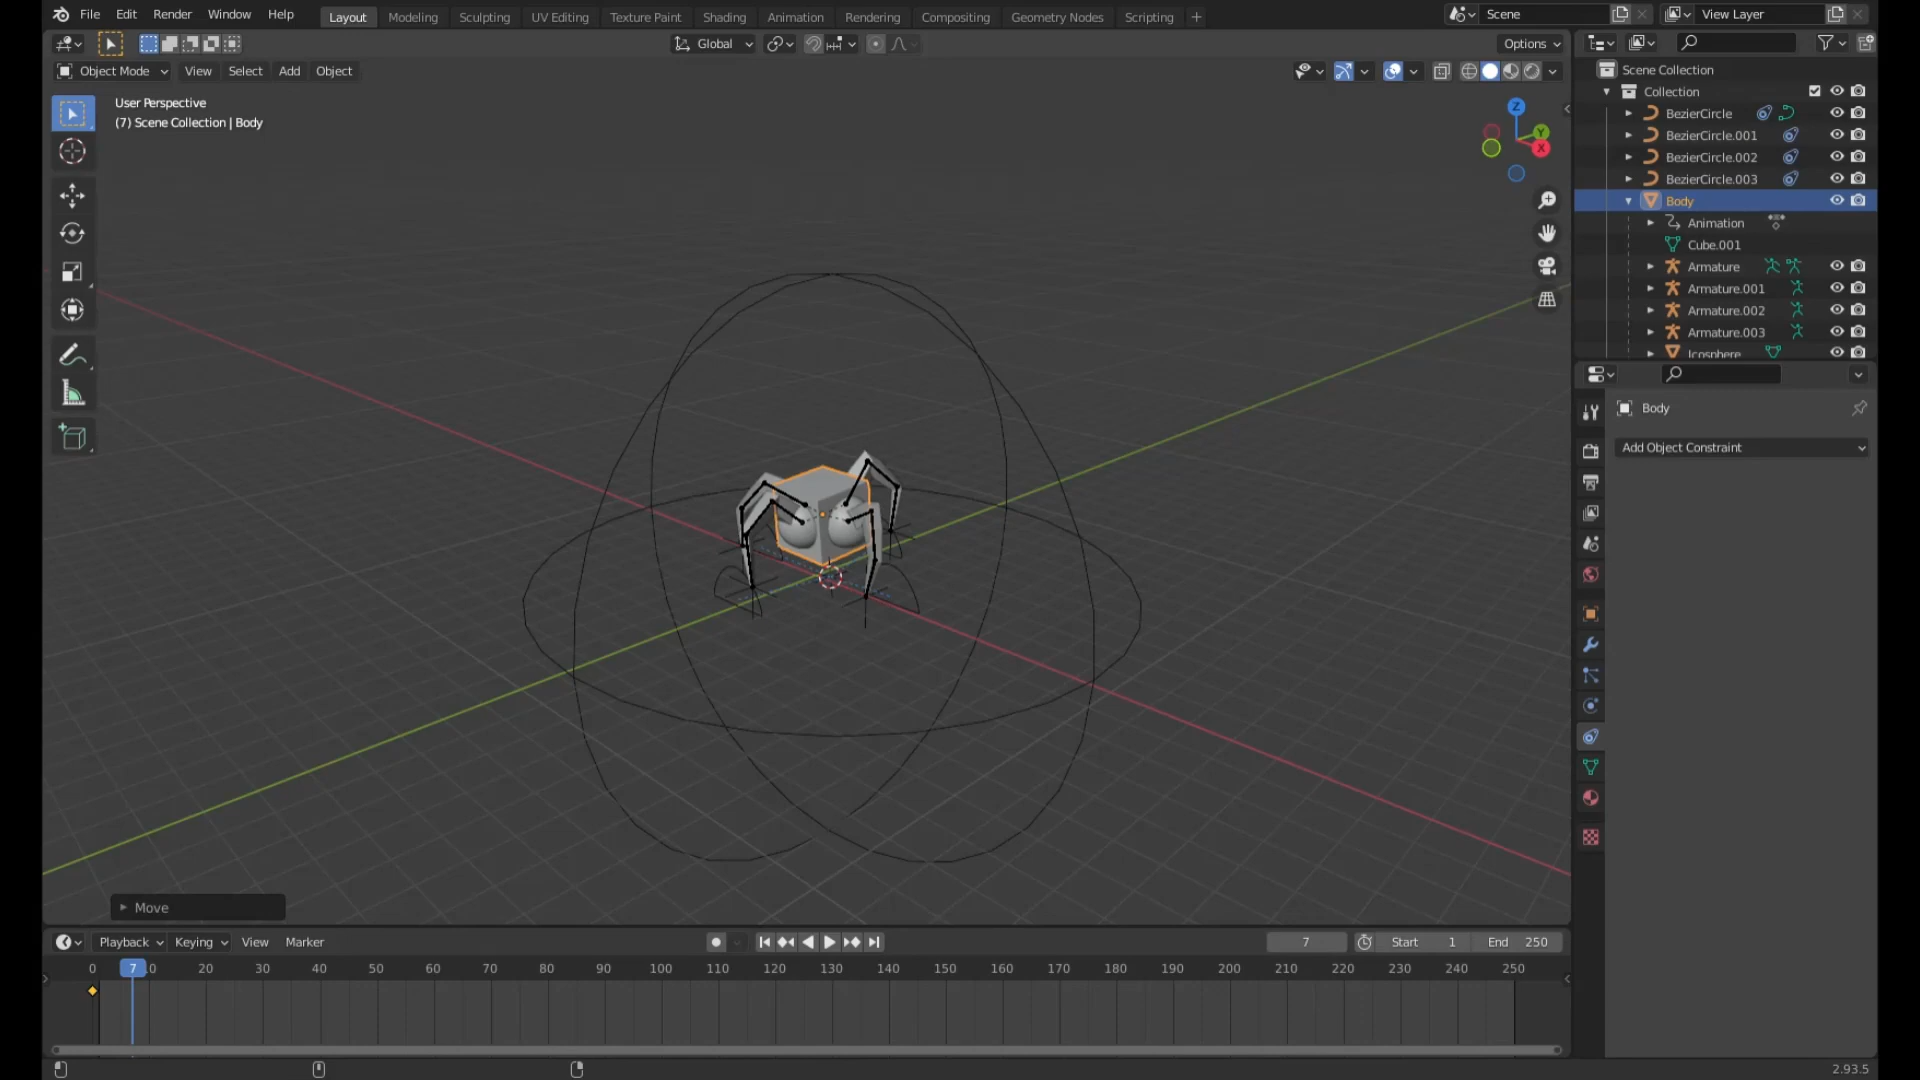 File Edit Render Window Help
Layout Modeling Sculpting UV Editing Texture Paint Shading Animation Rendering Compositing Geometry Nodes Scripting +
Scene View Layer
Global Options
Object Mode View Select Add Object
User Perspective
(7) Scene Collection | Body
Z
Y
X
Scene Collection
Collection
BezierCircle
BezierCircle.001
BezierCircle.002
BezierCircle.003
Body
Animation
Cube.001
Armature
Armature.001
Armature.002
Armature.003
Icosphere
Body
Add Object Constraint
Move
Playback Keying View Marker 7 Start 1 End 250
0 7 10 20 30 40 50 60 70 80 90 100 110 120 130 140 150 160 170 180 190 200 210 220 230 240 250
2.93.5